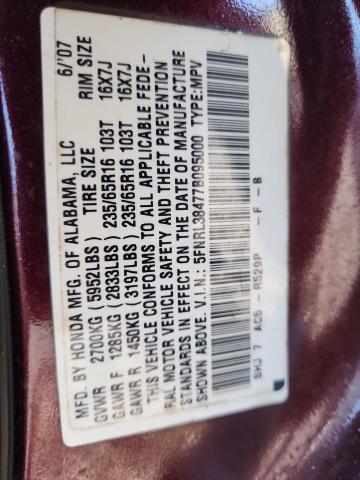 MFD. BY HONDA MFG. OF ALABAMA, LLC 6/'07
TIRE SIZE RIM SIZE
GVWR 2700KG (5952LBS)
GAWR F 1285KG (2833LBS) 235/65R16 103T 16X7J
GAWR R 1450KG (3197LBS) 235/65R16 103T 16X7J
THIS VEHICLE CONFORMS TO ALL APPLICABLE FEDE-
RAL MOTOR VEHICLE SAFETY AND THEFT PREVENTION
STANDARDS IN EFFECT ON THE DATE OF MANUFACTURE
SHOWN ABOVE. V.I.N.: 5FNRL38477B095000 TYPE:MPV
SHJ 7 AC5 - R529P - F - B